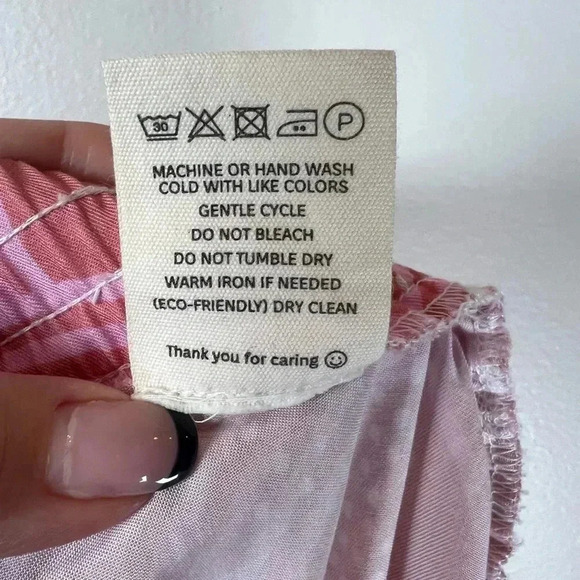 30 P
MACHINE OR HAND WASH
COLD WITH LIKE COLORS
GENTLE CYCLE
DO NOT BLEACH
DO NOT TUMBLE DRY
WARM IRON IF NEEDED
(ECO-FRIENDLY) DRY CLEAN
Thank you for caring